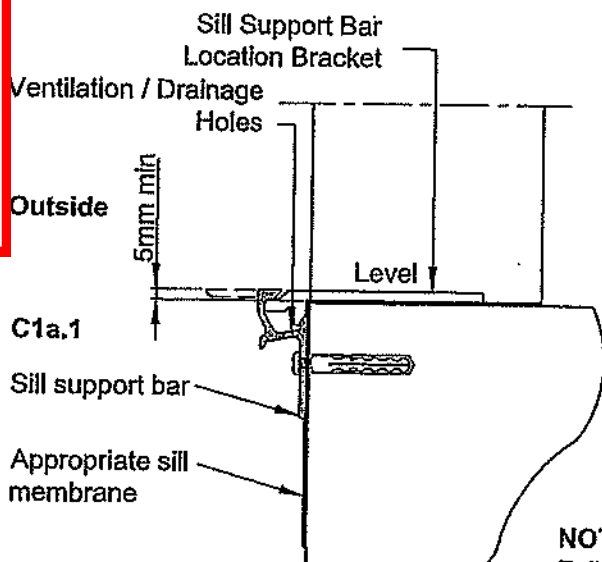 Sill Support Bar
Location Bracket
Ventilation / Drainage
Holes
Outside
5mm min
Level
C1a.1
Sill support bar
Appropriate sill
membrane